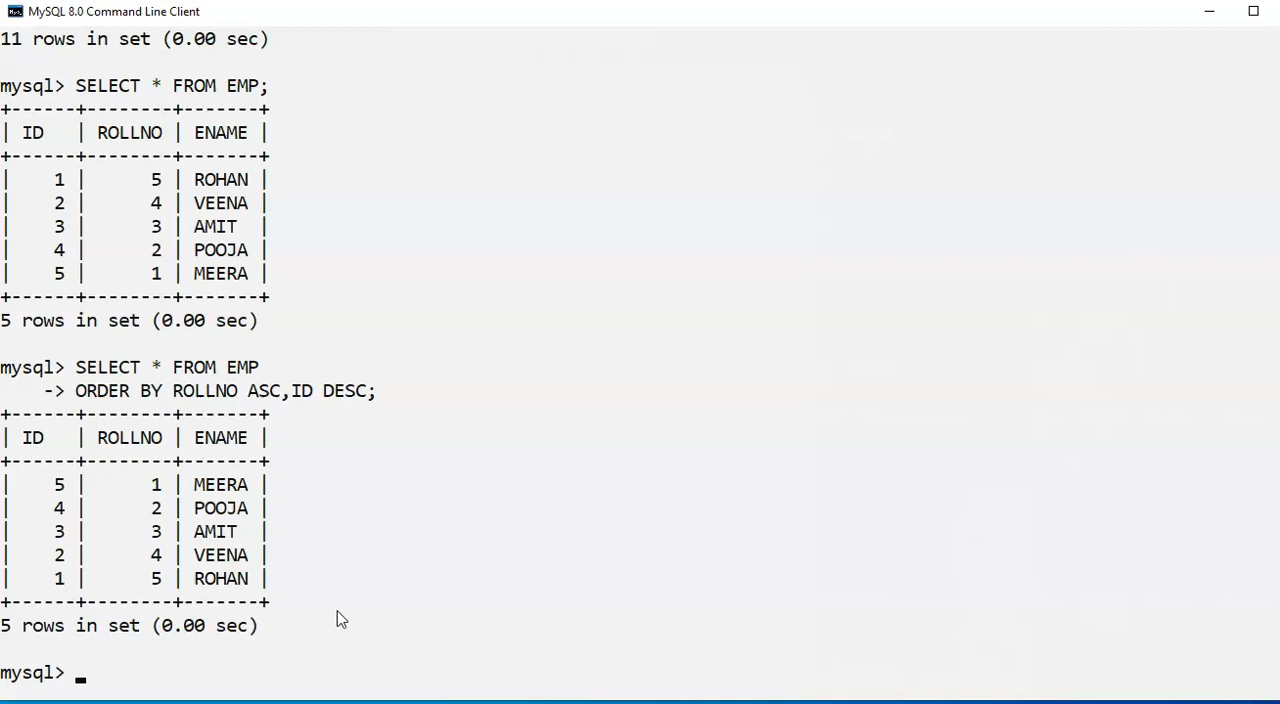 MySQL 8.0 Command Line Client
11 rows in set (0.00 sec)
mysql> SELECT * FROM EMP;
+------+--------+-------+
| ID   | ROLLNO | ENAME |
+------+--------+-------+
|    1 |      5 | ROHAN |
|    2 |      4 | VEENA |
|    3 |      3 | AMIT  |
|    4 |      2 | POOJA |
|    5 |      1 | MEERA |
+------+--------+-------+
5 rows in set (0.00 sec)
mysql> SELECT * FROM EMP
    -> ORDER BY ROLLNO ASC,ID DESC;
+------+--------+-------+
| ID   | ROLLNO | ENAME |
+------+--------+-------+
|    5 |      1 | MEERA |
|    4 |      2 | POOJA |
|    3 |      3 | AMIT  |
|    2 |      4 | VEENA |
|    1 |      5 | ROHAN |
+------+--------+-------+
5 rows in set (0.00 sec)
mysql>